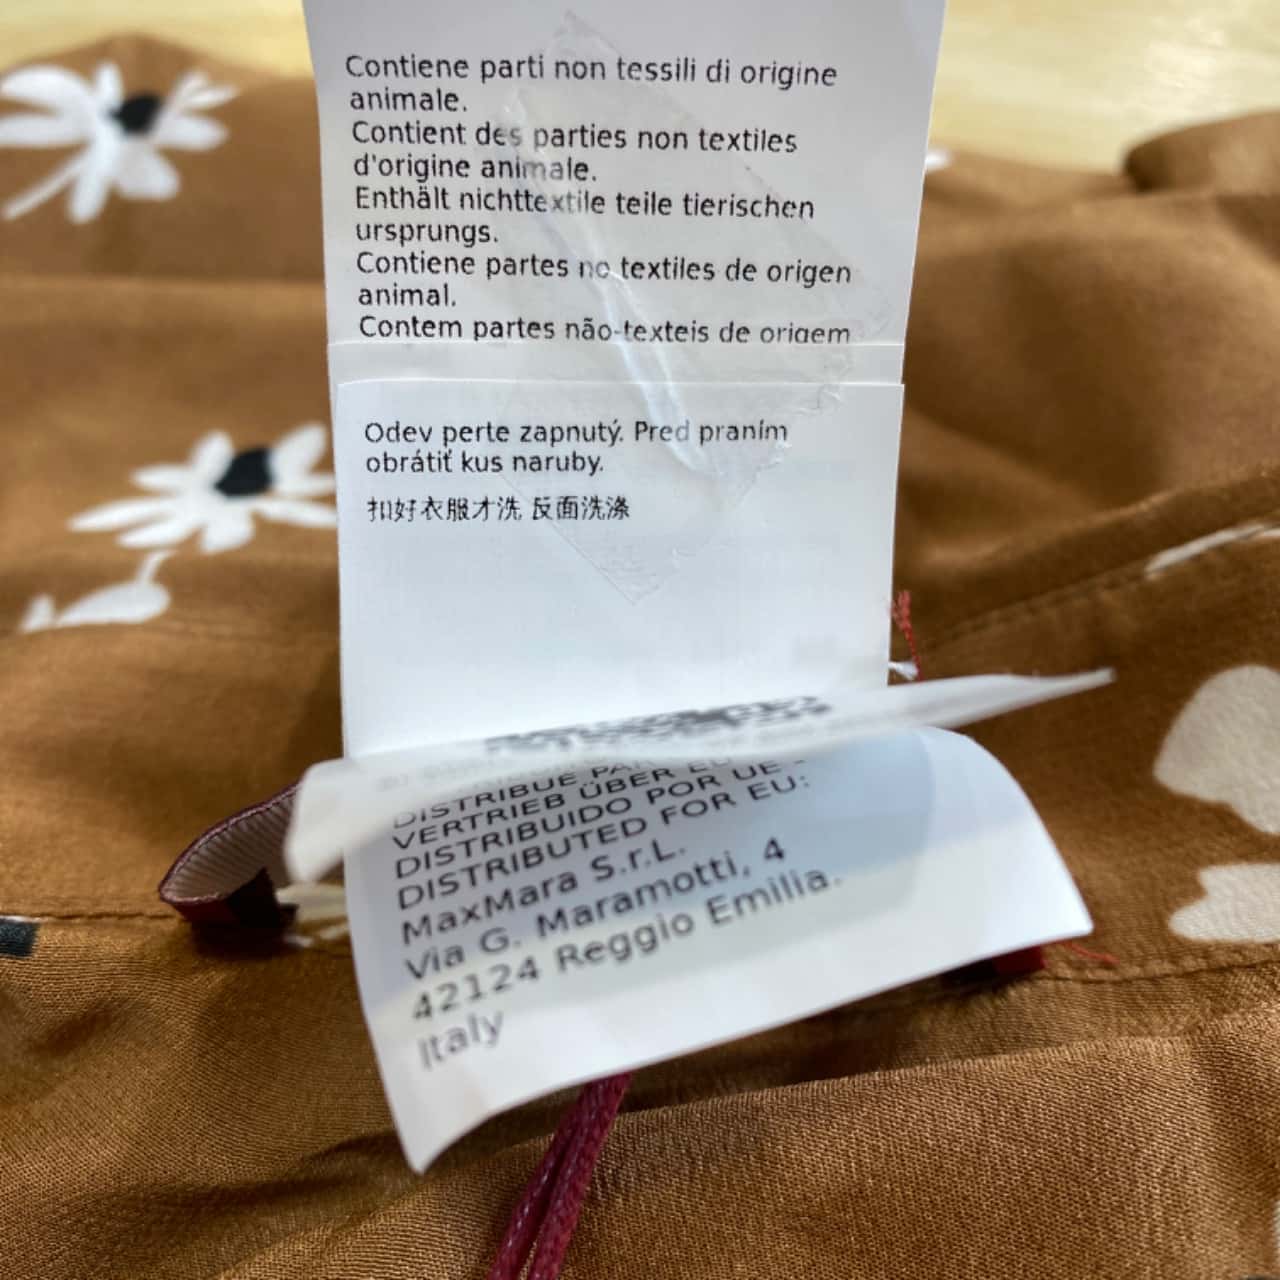 Contiene parti non tessili di origine
animale.
Contient des parties non textiles
d'origine animale.
Enthält nichttextile teile tierischen
ursprungs.
Contiene partes no textiles de origen
animal.
Contem partes não-texteis de origem
Odev perte zapnutý. Pred praním
obrátiť kus naruby.
扣好衣服才洗 反面洗涤
DISTRIBUE PAR
VERTRIEB ÜBER EU
DISTRIBUIDO POR UE -
DISTRIBUTED FOR EU:
MaxMara S.r.L.
Via G. Maramotti, 4
42124 Reggio Emilia.
Italy